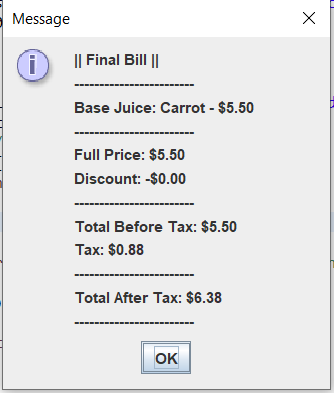 Message
|| Final Bill ||
------------------------
Base Juice: Carrot - $5.50
------------------------
Full Price: $5.50
Discount: -$0.00
------------------------
Total Before Tax: $5.50
Tax: $0.88
------------------------
Total After Tax: $6.38
------------------------
OK